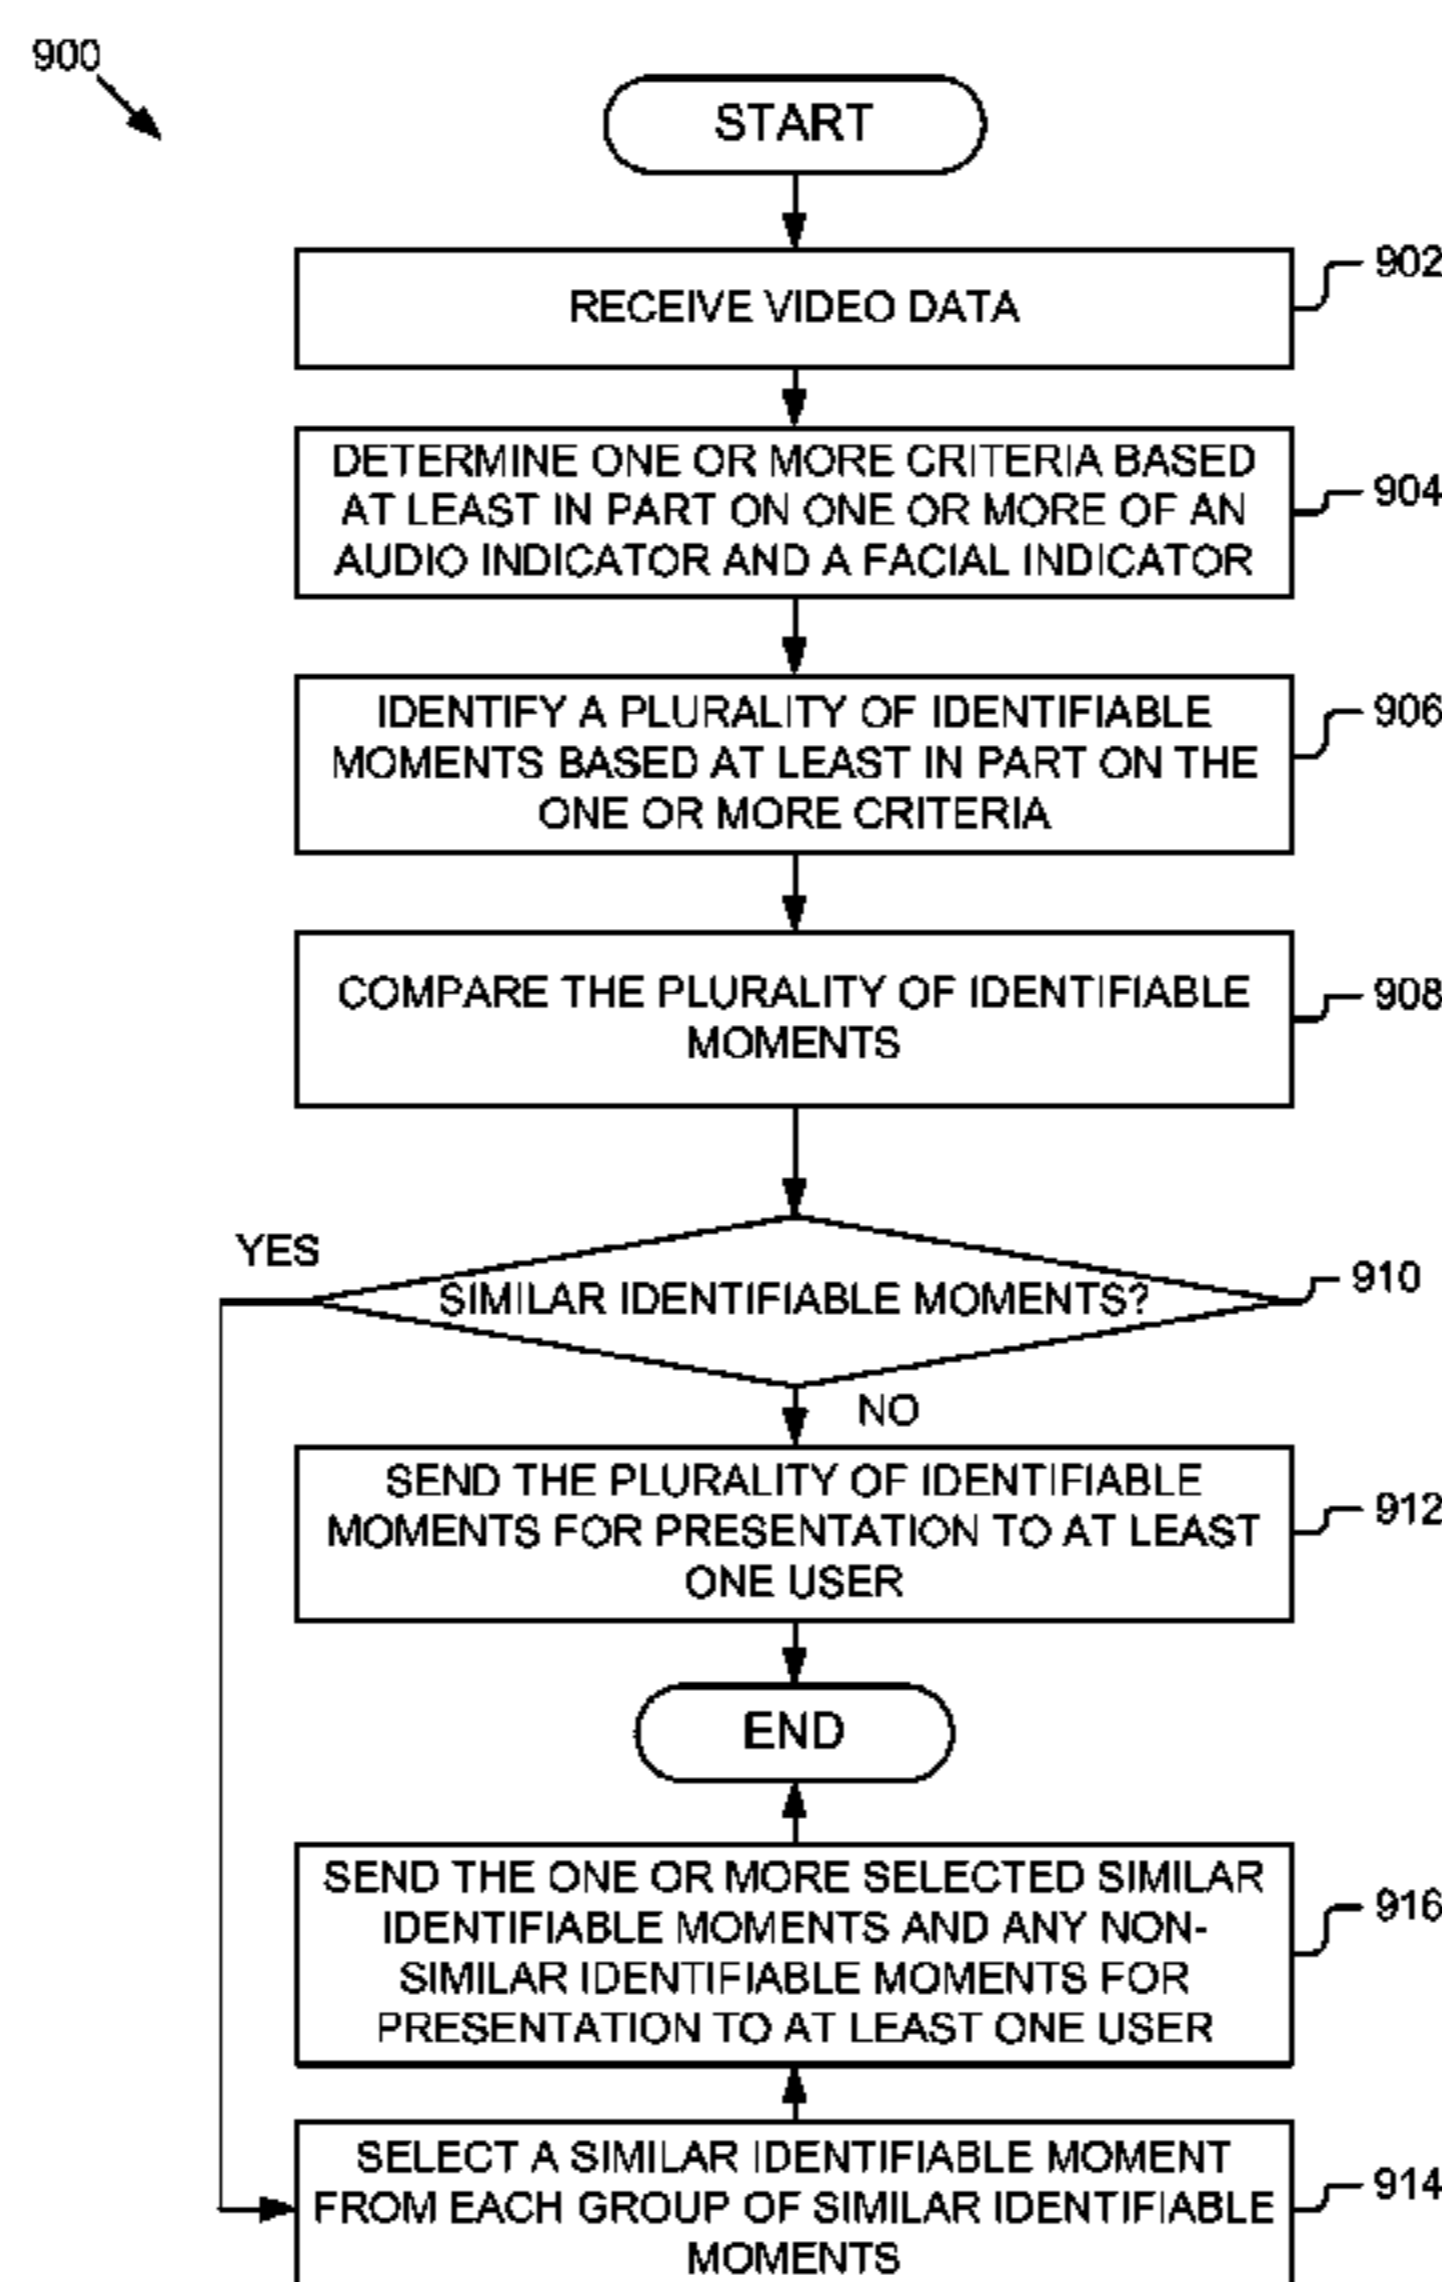 900
START
RECEIVE VIDEO DATA
902
DETERMINE ONE OR MORE CRITERIA BASED
AT LEAST IN PART ON ONE OR MORE OF AN
AUDIO INDICATOR AND A FACIAL INDICATOR
904
IDENTIFY A PLURALITY OF IDENTIFIABLE
MOMENTS BASED AT LEAST IN PART ON THE
ONE OR MORE CRITERIA
906
COMPARE THE PLURALITY OF IDENTIFIABLE
MOMENTS
908
YES
SIMILAR IDENTIFIABLE MOMENTS?
910
NO
SEND THE PLURALITY OF IDENTIFIABLE
MOMENTS FOR PRESENTATION TO AT LEAST
ONE USER
912
END
SEND THE ONE OR MORE SELECTED SIMILAR
IDENTIFIABLE MOMENTS AND ANY NON-
SIMILAR IDENTIFIABLE MOMENTS FOR
PRESENTATION TO AT LEAST ONE USER
916
SELECT A SIMILAR IDENTIFIABLE MOMENT
FROM EACH GROUP OF SIMILAR IDENTIFIABLE
MOMENTS
914